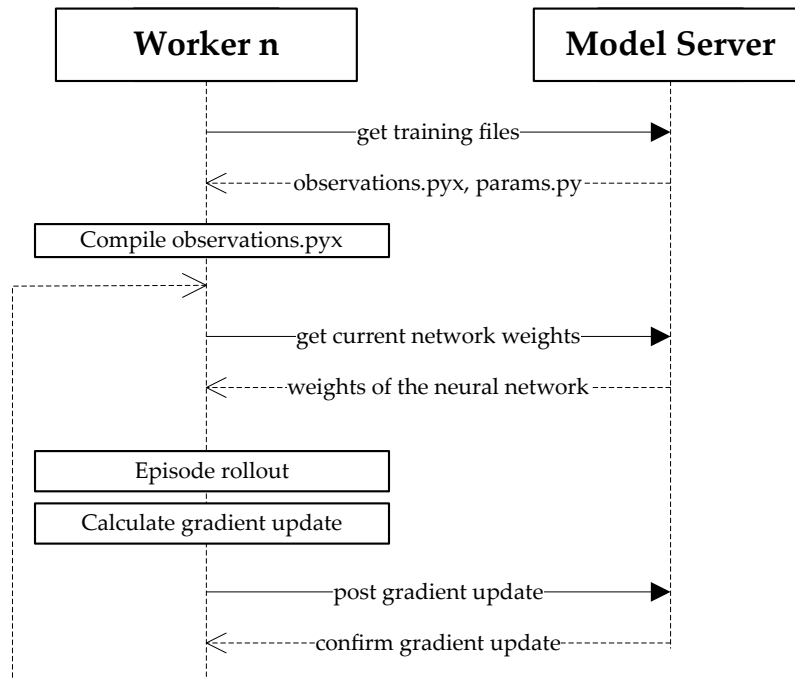 Worker n
Model Server
get training files
observations.pyx, params.py
Compile observations.pyx
get current network weights
weights of the neural network
Episode rollout
Calculate gradient update
post gradient update
confirm gradient update